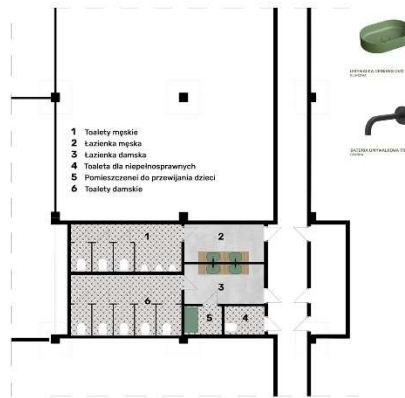 1 Toalety męskie
2 Łazienka męska
3 Łazienka damska
4 Toaleta dla niepełnosprawnych
5 Pomieszczenei do przewijania dzieci
6 Toalety damskie
1
2
3
6
5
4